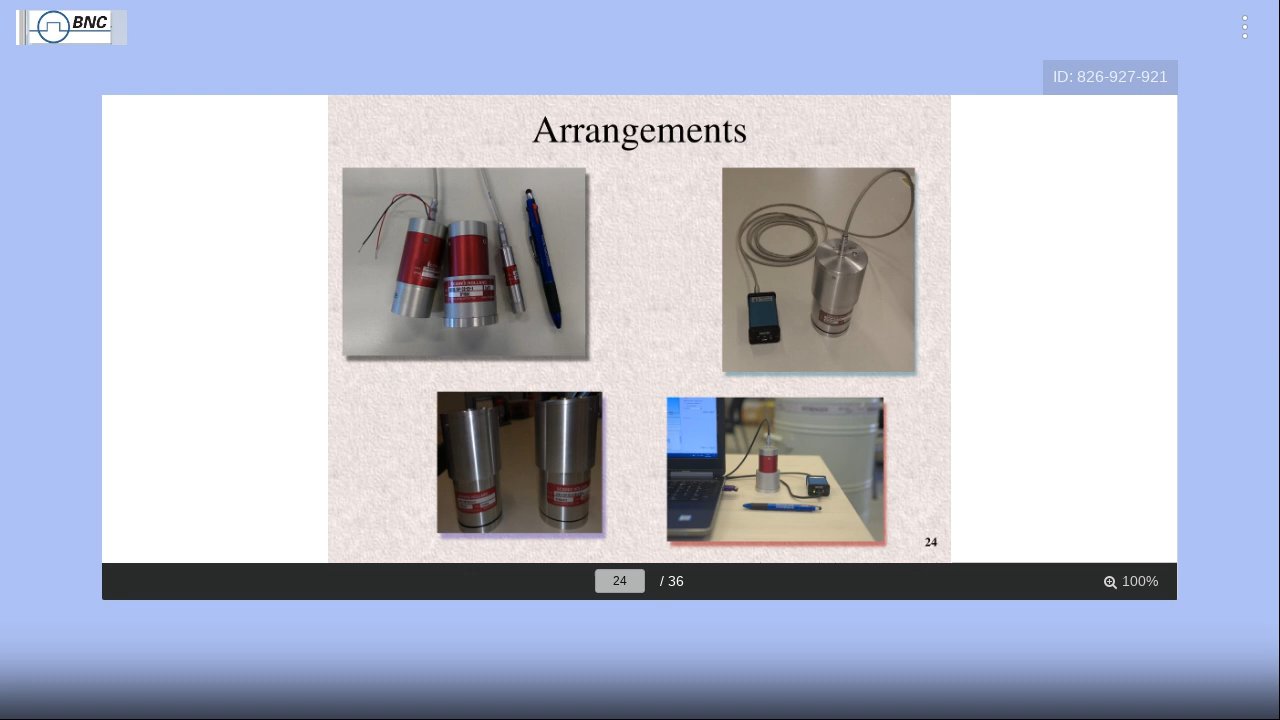 BNC
ID: 826-927-921
Arrangements
24
24 / 36
100%